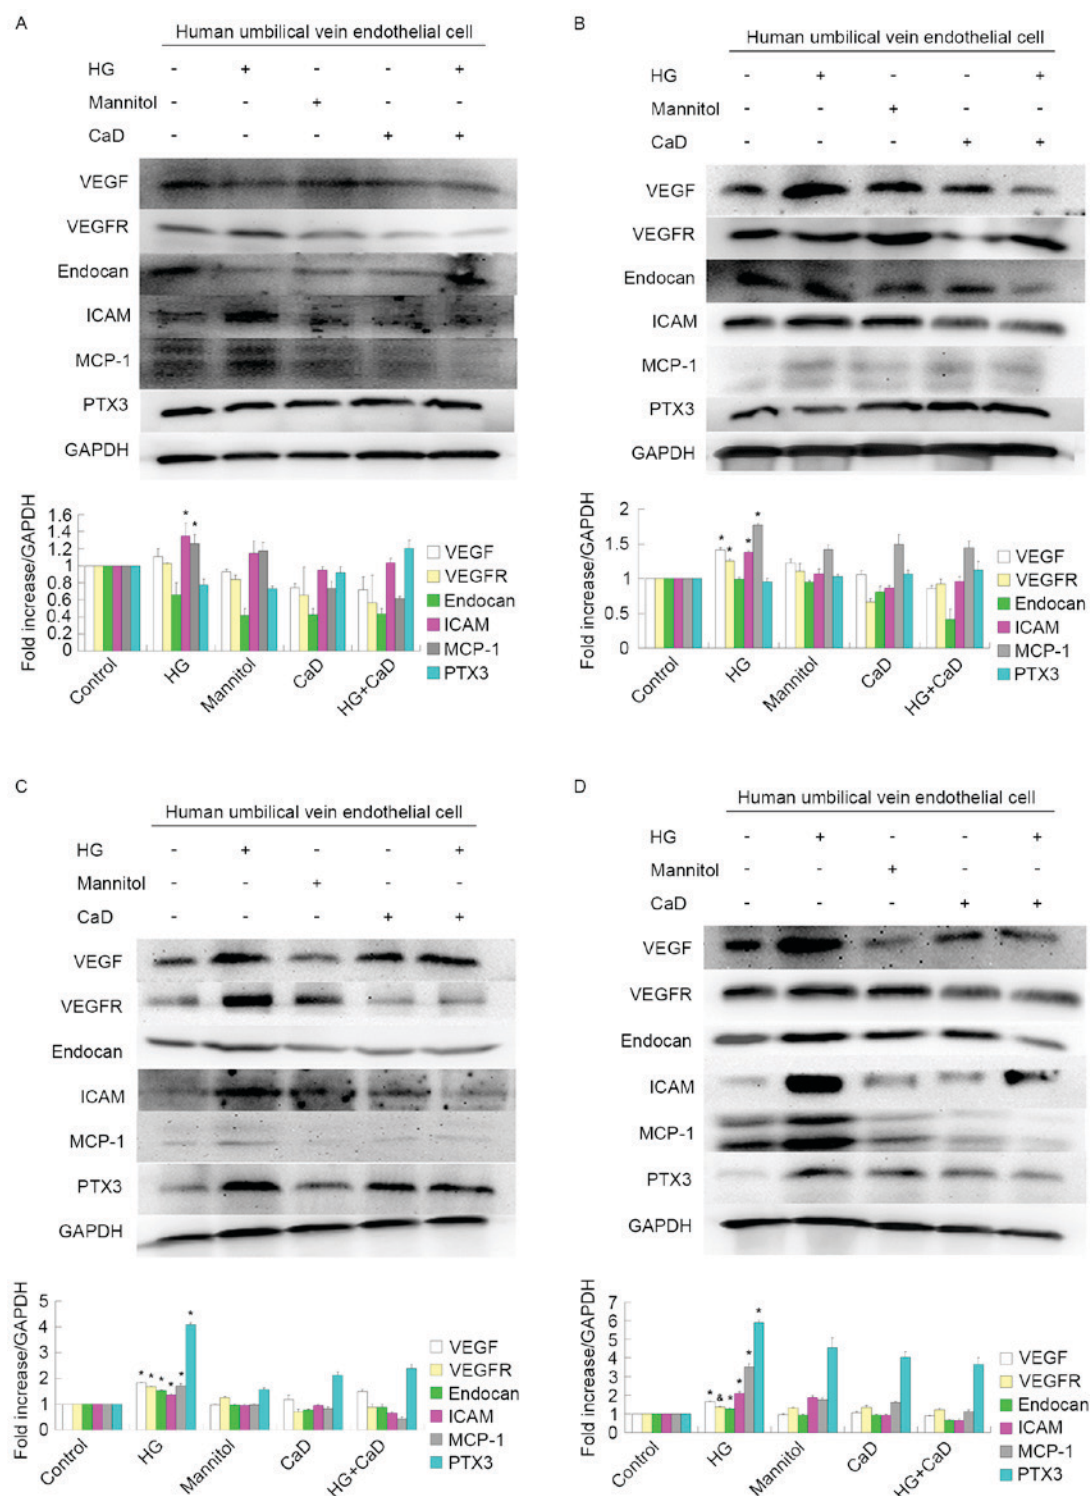 A
Human umbilical vein endothelial cell
HG - + - - +
Mannitol - - + - -
CaD - - - + +
VEGF
VEGFR
Endocan
ICAM
MCP-1
PTX3
GAPDH
Fold increase/GAPDH
1.6
1.4
1.2
1
0.8
0.6
0.4
0.2
0
* *
Control HG Mannitol CaD HG+CaD
VEGF
VEGFR
Endocan
ICAM
MCP-1
PTX3
B
Human umbilical vein endothelial cell
HG - + - - +
Mannitol - - + - -
CaD - - - + +
VEGF
VEGFR
Endocan
ICAM
MCP-1
PTX3
GAPDH
Fold increase/GAPDH
2
1.5
1
0.5
0
* * * *
Control HG Mannitol CaD HG+CaD
VEGF
VEGFR
Endocan
ICAM
MCP-1
PTX3
C
Human umbilical vein endothelial cell
HG - + - - +
Mannitol - - + - -
CaD - - - + +
VEGF
VEGFR
Endocan
ICAM
MCP-1
PTX3
GAPDH
Fold increase/GAPDH
5
4
3
2
1
0
* * * * * *
Control HG Mannitol CaD HG+CaD
VEGF
VEGFR
Endocan
ICAM
MCP-1
PTX3
D
Human umbilical vein endothelial cell
HG - + - - +
Mannitol - - + - -
CaD - - - + +
VEGF
VEGFR
Endocan
ICAM
MCP-1
PTX3
GAPDH
Fold increase/GAPDH
7
6
5
4
3
2
1
0
* & * * * *
Control HG Mannitol CaD HG+CaD
VEGF
VEGFR
Endocan
ICAM
MCP-1
PTX3